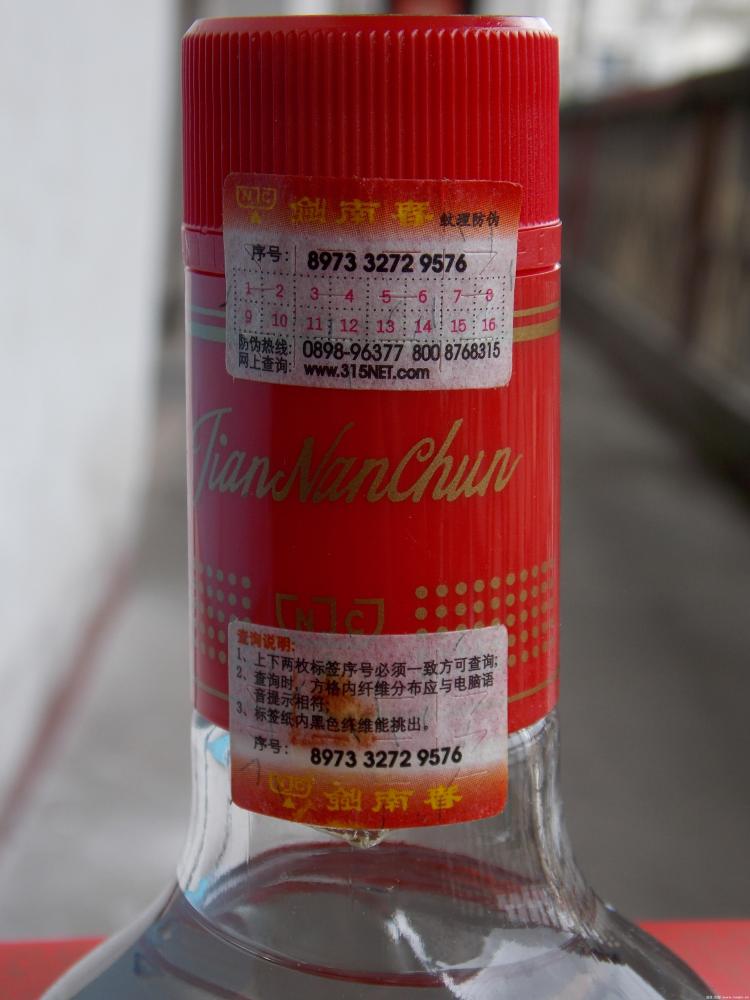 NC
剑南春 纹理防伪
序号: 8973 3272 9576
1 2 3 4 5 6 7 8
9 10 11 12 13 14 15 16
防伪热线: 0898-96377 800 8768315
网上查询: www.315NET.com
JianNanChun
NC
查询说明:
1、上下两枚标签序号必须一致方可查询;
2、查询时，方格内纤维分布应与电脑语
音提示相符;
3、标签纸内黑色纤维能挑出。
序号: 8973 3272 9576
NC 剑南春